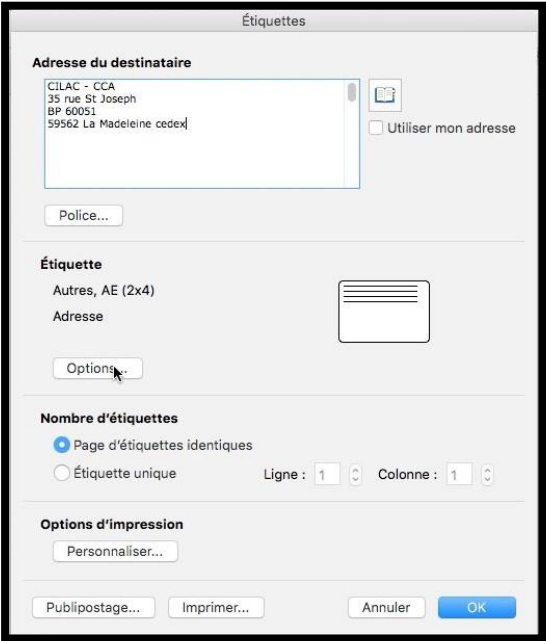 Étiquettes
Adresse du destinataire
CILAC - CCA
35 rue St Joseph
BP 60051
59562 La Madeleine cedex
Utiliser mon adresse
Police...
Étiquette
Autres, AE (2x4)
Adresse
Options...
Nombre d'étiquettes
Page d'étiquettes identiques
Étiquette unique Ligne : 1 Colonne : 1
Options d'impression
Personnaliser...
Publipostage... Imprimer... Annuler OK